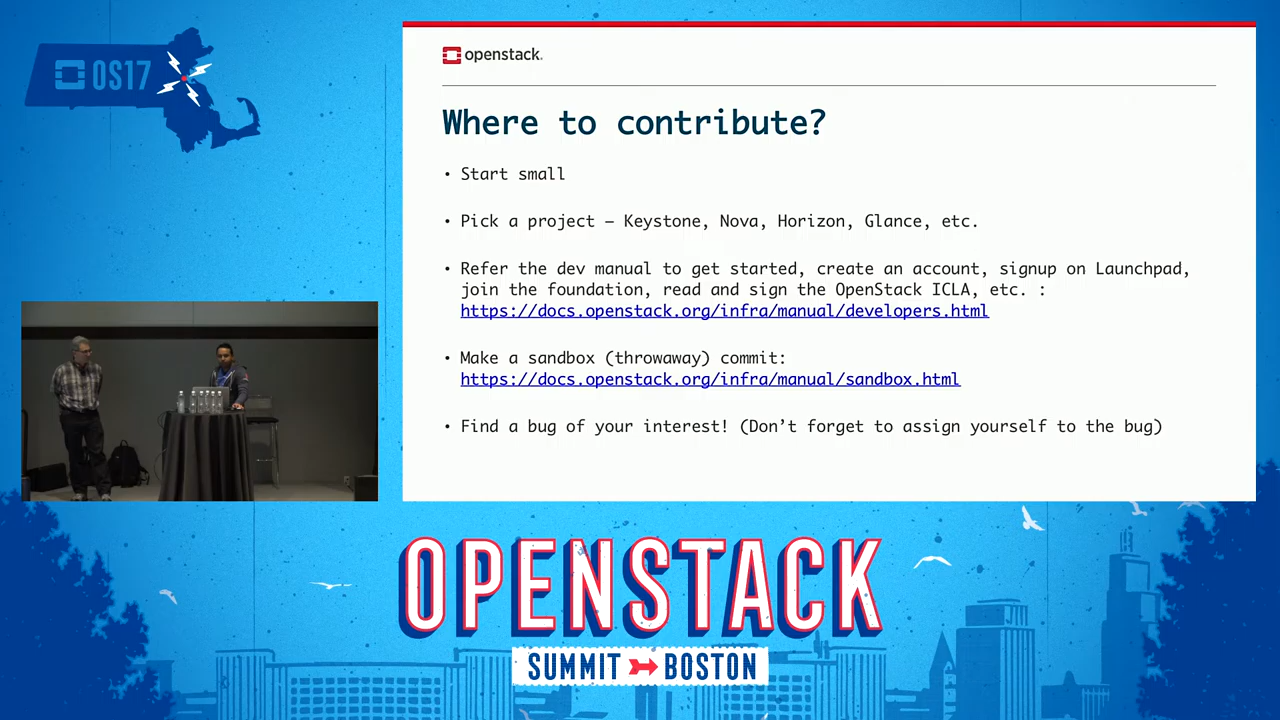 OS17
openstack.
Where to contribute?
• Start small
• Pick a project – Keystone, Nova, Horizon, Glance, etc.
• Refer the dev manual to get started, create an account, signup on Launchpad,
join the foundation, read and sign the OpenStack ICLA, etc. :
https://docs.openstack.org/infra/manual/developers.html
• Make a sandbox (throwaway) commit:
https://docs.openstack.org/infra/manual/sandbox.html
• Find a bug of your interest! (Don’t forget to assign yourself to the bug)
OPENSTACK
SUMMIT BOSTON